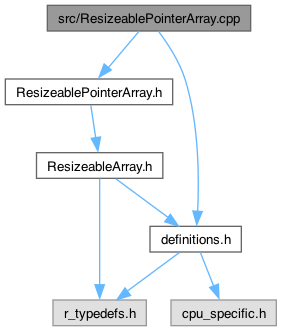 src/ResizeablePointerArray.cpp
ResizeablePointerArray.h
ResizeableArray.h
definitions.h
r_typedefs.h
cpu_specific.h